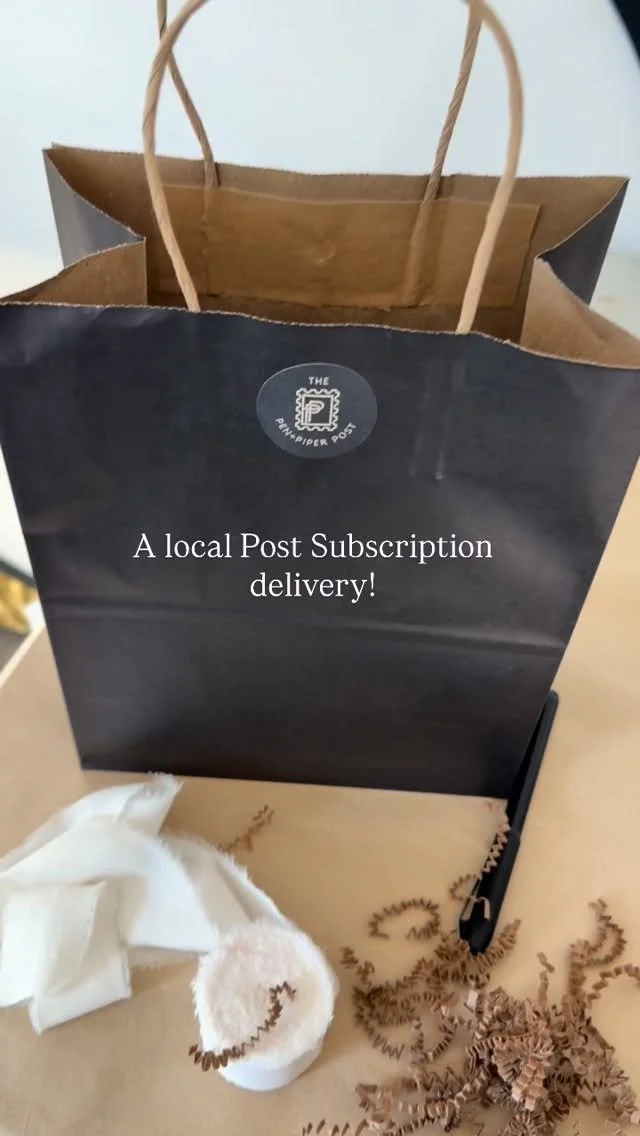 THE
P
PEN+PIPER POST
A local Post Subscription
delivery!